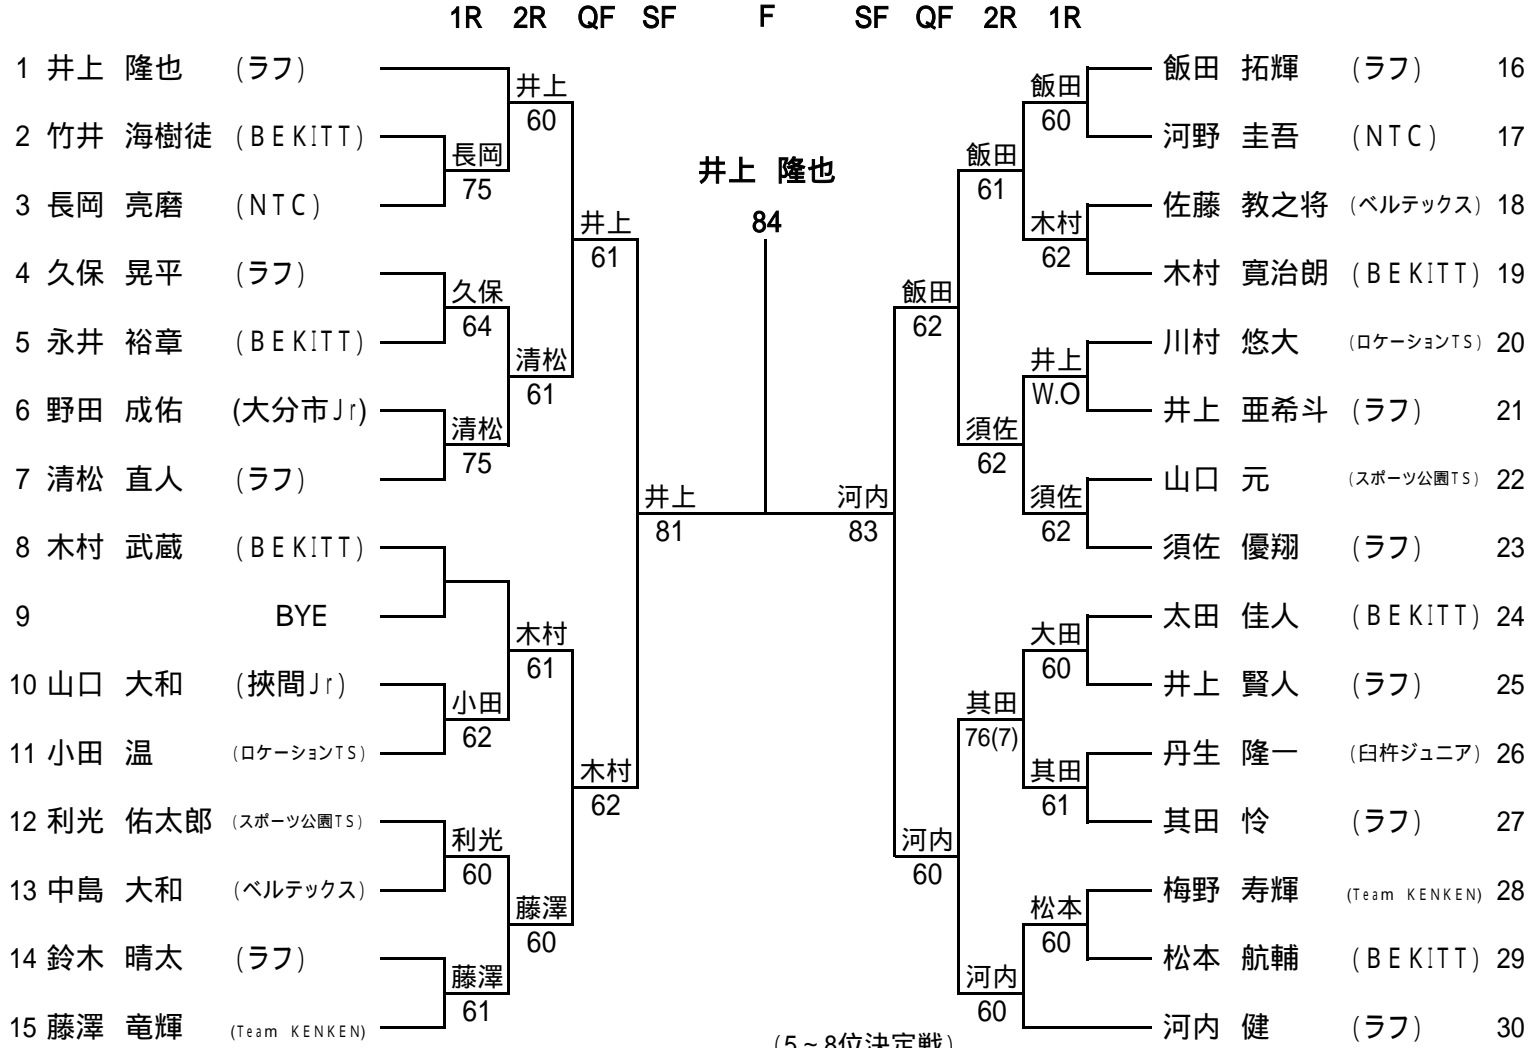 1R 2R QF SF F SF QF 2R 1R
1 井上 隆也 (ラフ)
2 竹井 海樹徒 (BEKITT)
3 長岡 亮磨 (NTC)
4 久保 晃平 (ラフ)
5 永井 裕章 (BEKITT)
6 野田 成佑 (大分市Jr)
7 清松 直人 (ラフ)
8 木村 武蔵 (BEKITT)
9 BYE
10 山口 大和 (挾間Jr)
11 小田 温 (ロケーションTS)
12 利光 佑太郎 (スポーツ公園TS)
13 中島 大和 (ベルテックス)
14 鈴木 晴太 (ラフ)
15 藤澤 竜輝 (Team KENKEN)
長岡
75
久保
64
清松
75
小田
62
利光
60
藤澤
61
井上
60
清松
61
木村
61
藤澤
60
井上
61
木村
62
井上
81
井上 隆也
84
河内
83
飯田
62
河内
60
飯田
61
須佐
62
其田
76(7)
河内
60
飯田
60
木村
62
井上
W.O
須佐
62
大田
60
其田
61
松本
60
飯田 拓輝 (ラフ) 16
河野 圭吾 (NTC) 17
佐藤 教之将 (ベルテックス) 18
木村 寛治朗 (BEKITT) 19
川村 悠大 (ロケーションTS) 20
井上 亜希斗 (ラフ) 21
山口 元 (スポーツ公園TS) 22
須佐 優翔 (ラフ) 23
太田 佳人 (BEKITT) 24
井上 賢人 (ラフ) 25
丹生 隆一 (臼杵ジュニア) 26
其田 怜 (ラフ) 27
梅野 寿輝 (Team KENKEN) 28
松本 航輔 (BEKITT) 29
河内 健 (ラフ) 30
(5~8位決定戦)